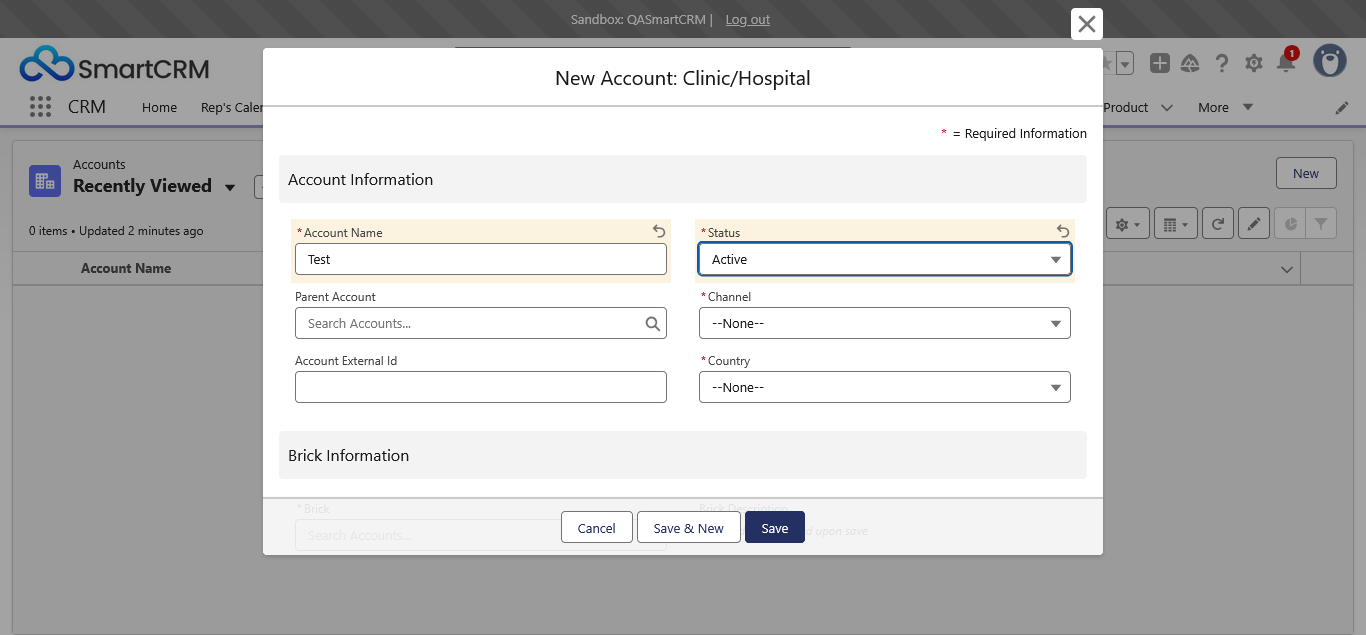 Sandbox: QASmartCRM | Log out
SmartCRM
1
CRM Home Rep's Caler Product More
New Account: Clinic/Hospital
* = Required Information
Accounts
Recently Viewed
New
0 items • Updated 2 minutes ago
Account Name
Account Information
* Account Name
Test
* Status
Active
Parent Account
Search Accounts...
* Channel
--None--
Account External Id
* Country
--None--
Brick Information
* Brick
Search Accounts...
Brick Description
d upon save
Cancel Save & New Save